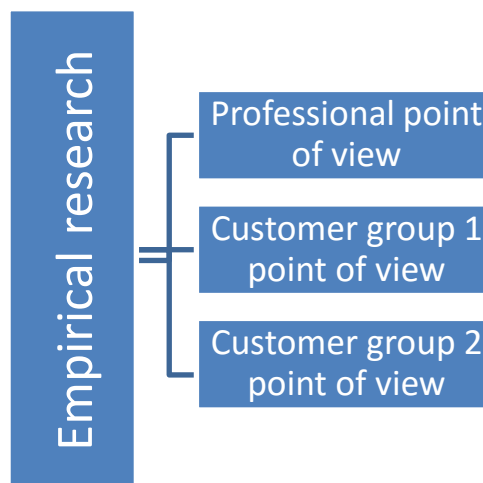 Empirical research
Professional point
of view
Customer group 1
point of view
Customer group 2
point of view